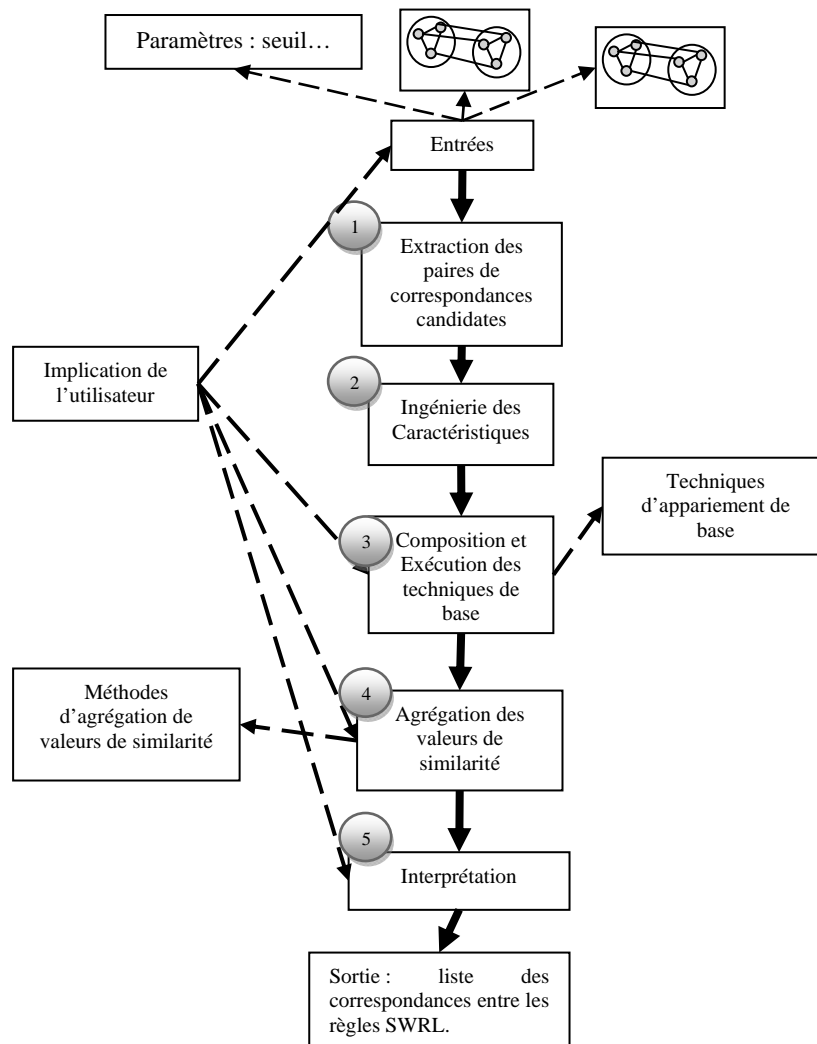 Paramètres : seuil…
Entrées
1
Extraction des
paires de
correspondances
candidates
Implication de
l’utilisateur
2
Ingénierie des
Caractéristiques
Techniques
d’appariement de
base
3
Composition et
Exécution des
techniques de
base
Méthodes
d’agrégation de
valeurs de similarité
4
Agrégation des
valeurs de
similarité
5
Interprétation
Sortie : liste des
correspondances entre les
règles SWRL.